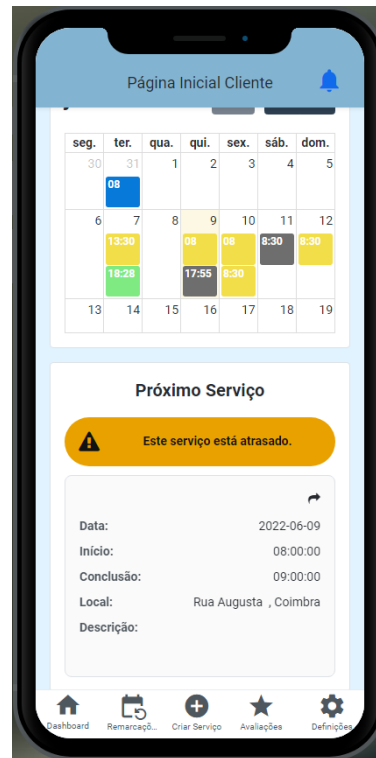 Página Inicial Cliente
seg. ter. qua. qui. sex. sáb. dom.
30 31 1 2 3 4 5
08
6 7 8 9 10 11 12
13:30 08 08 8:30 8:30
18:28 17:55 8:30
13 14 15 16 17 18 19
Próximo Serviço
Este serviço está atrasado.
Data: 2022-06-09
Início: 08:00:00
Conclusão: 09:00:00
Local: Rua Augusta , Coimbra
Descrição:
Dashboard Remarcaçõ... Criar Serviço Avaliações Definições